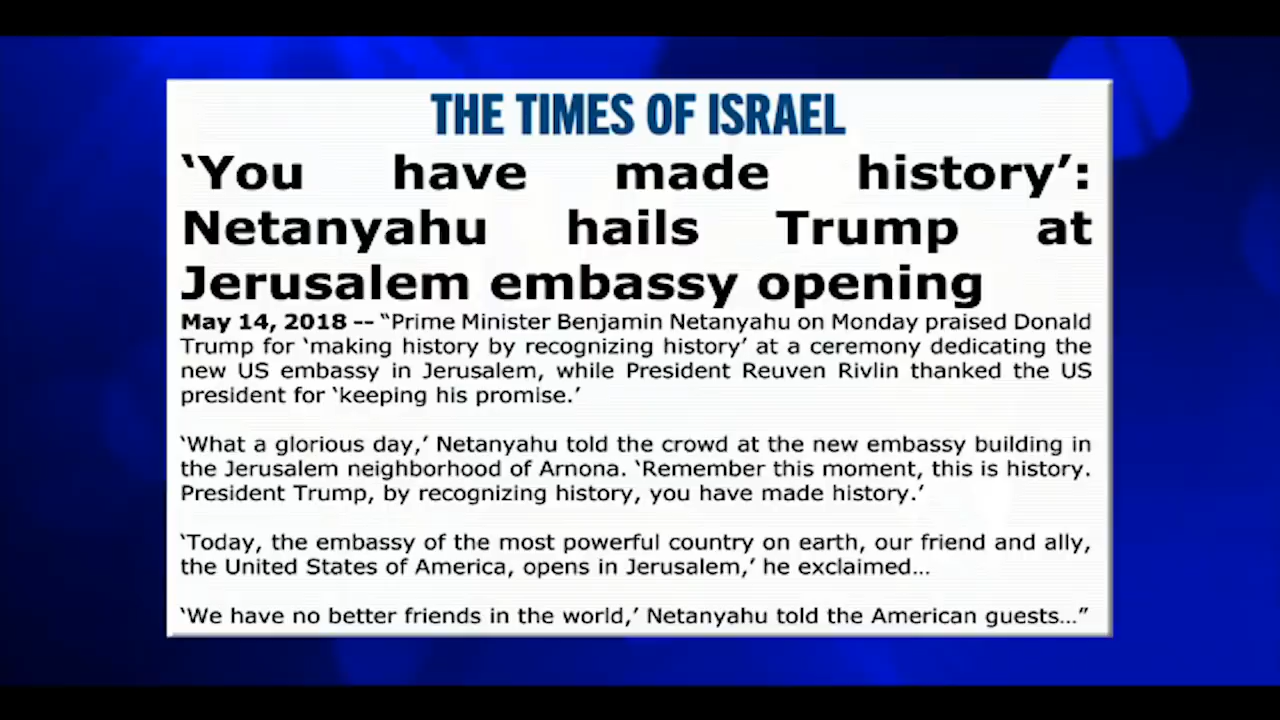 THE TIMES OF ISRAEL
‘You have made history’:
Netanyahu hails Trump at
Jerusalem embassy opening
May 14, 2018 -- “Prime Minister Benjamin Netanyahu on Monday praised Donald
Trump for ‘making history by recognizing history’ at a ceremony dedicating the
new US embassy in Jerusalem, while President Reuven Rivlin thanked the US
president for ‘keeping his promise.’
‘What a glorious day,’ Netanyahu told the crowd at the new embassy building in
the Jerusalem neighborhood of Arnona. ‘Remember this moment, this is history.
President Trump, by recognizing history, you have made history.’
‘Today, the embassy of the most powerful country on earth, our friend and ally,
the United States of America, opens in Jerusalem,’ he exclaimed…
‘We have no better friends in the world,’ Netanyahu told the American guests…”